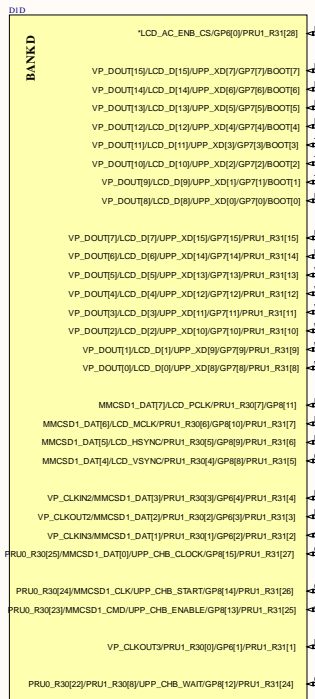 D1D
BANKD
*LCD_AC_ENB_CS/GP6[0]/PRU1_R31[28]
VP_DOUT[15]/LCD_D[15]/UPP_XD[7]/GP7[7]/BOOT[7]
VP_DOUT[14]/LCD_D[14]/UPP_XD[6]/GP7[6]/BOOT[6]
VP_DOUT[13]/LCD_D[13]/UPP_XD[5]/GP7[5]/BOOT[5]
VP_DOUT[12]/LCD_D[12]/UPP_XD[4]/GP7[4]/BOOT[4]
VP_DOUT[11]/LCD_D[11]/UPP_XD[3]/GP7[3]/BOOT[3]
VP_DOUT[10]/LCD_D[10]/UPP_XD[2]/GP7[2]/BOOT[2]
VP_DOUT[9]/LCD_D[9]/UPP_XD[1]/GP7[1]/BOOT[1]
VP_DOUT[8]/LCD_D[8]/UPP_XD[0]/GP7[0]/BOOT[0]
VP_DOUT[7]/LCD_D[7]/UPP_XD[15]/GP7[15]/PRU1_R31[15]
VP_DOUT[6]/LCD_D[6]/UPP_XD[14]/GP7[14]/PRU1_R31[14]
VP_DOUT[5]/LCD_D[5]/UPP_XD[13]/GP7[13]/PRU1_R31[13]
VP_DOUT[4]/LCD_D[4]/UPP_XD[12]/GP7[12]/PRU1_R31[12]
VP_DOUT[3]/LCD_D[3]/UPP_XD[11]/GP7[11]/PRU1_R31[11]
VP_DOUT[2]/LCD_D[2]/UPP_XD[10]/GP7[10]/PRU1_R31[10]
VP_DOUT[1]/LCD_D[1]/UPP_XD[9]/GP7[9]/PRU1_R31[9]
VP_DOUT[0]/LCD_D[0]/UPP_XD[8]/GP7[8]/PRU1_R31[8]
MMCSD1_DAT[7]/LCD_PCLK/PRU1_R30[7]/GP8[11]
MMCSD1_DAT[6]/LCD_MCLK/PRU1_R30[6]/GP8[10]/PRU1_R31[7]
MMCSD1_DAT[5]/LCD_HSYNC/PRU1_R30[5]/GP8[9]/PRU1_R31[6]
MMCSD1_DAT[4]/LCD_VSYNC/PRU1_R30[4]/GP8[8]/PRU1_R31[5]
VP_CLKIN2/MMCSD1_DAT[3]/PRU1_R30[3]/GP6[4]/PRU1_R31[4]
VP_CLKOUT2/MMCSD1_DAT[2]/PRU1_R30[2]/GP6[3]/PRU1_R31[3]
VP_CLKIN3/MMCSD1_DAT[1]/PRU1_R30[1]/GP6[2]/PRU1_R31[2]
PRU0_R30[25]/MMCSD1_DAT[0]/UPP_CHB_CLOCK/GP8[15]/PRU1_R31[27]
PRU0_R30[24]/MMCSD1_CLK/UPP_CHB_START/GP8[14]/PRU1_R31[26]
PRU0_R30[23]/MMCSD1_CMD/UPP_CHB_ENABLE/GP8[13]/PRU1_R31[25]
VP_CLKOUT3/PRU1_R30[0]/GP6[1]/PRU1_R31[1]
PRU0_R30[22]/PRU1_R30[8]/UPP_CHB_WAIT/GP8[12]/PRU1_R31[24]